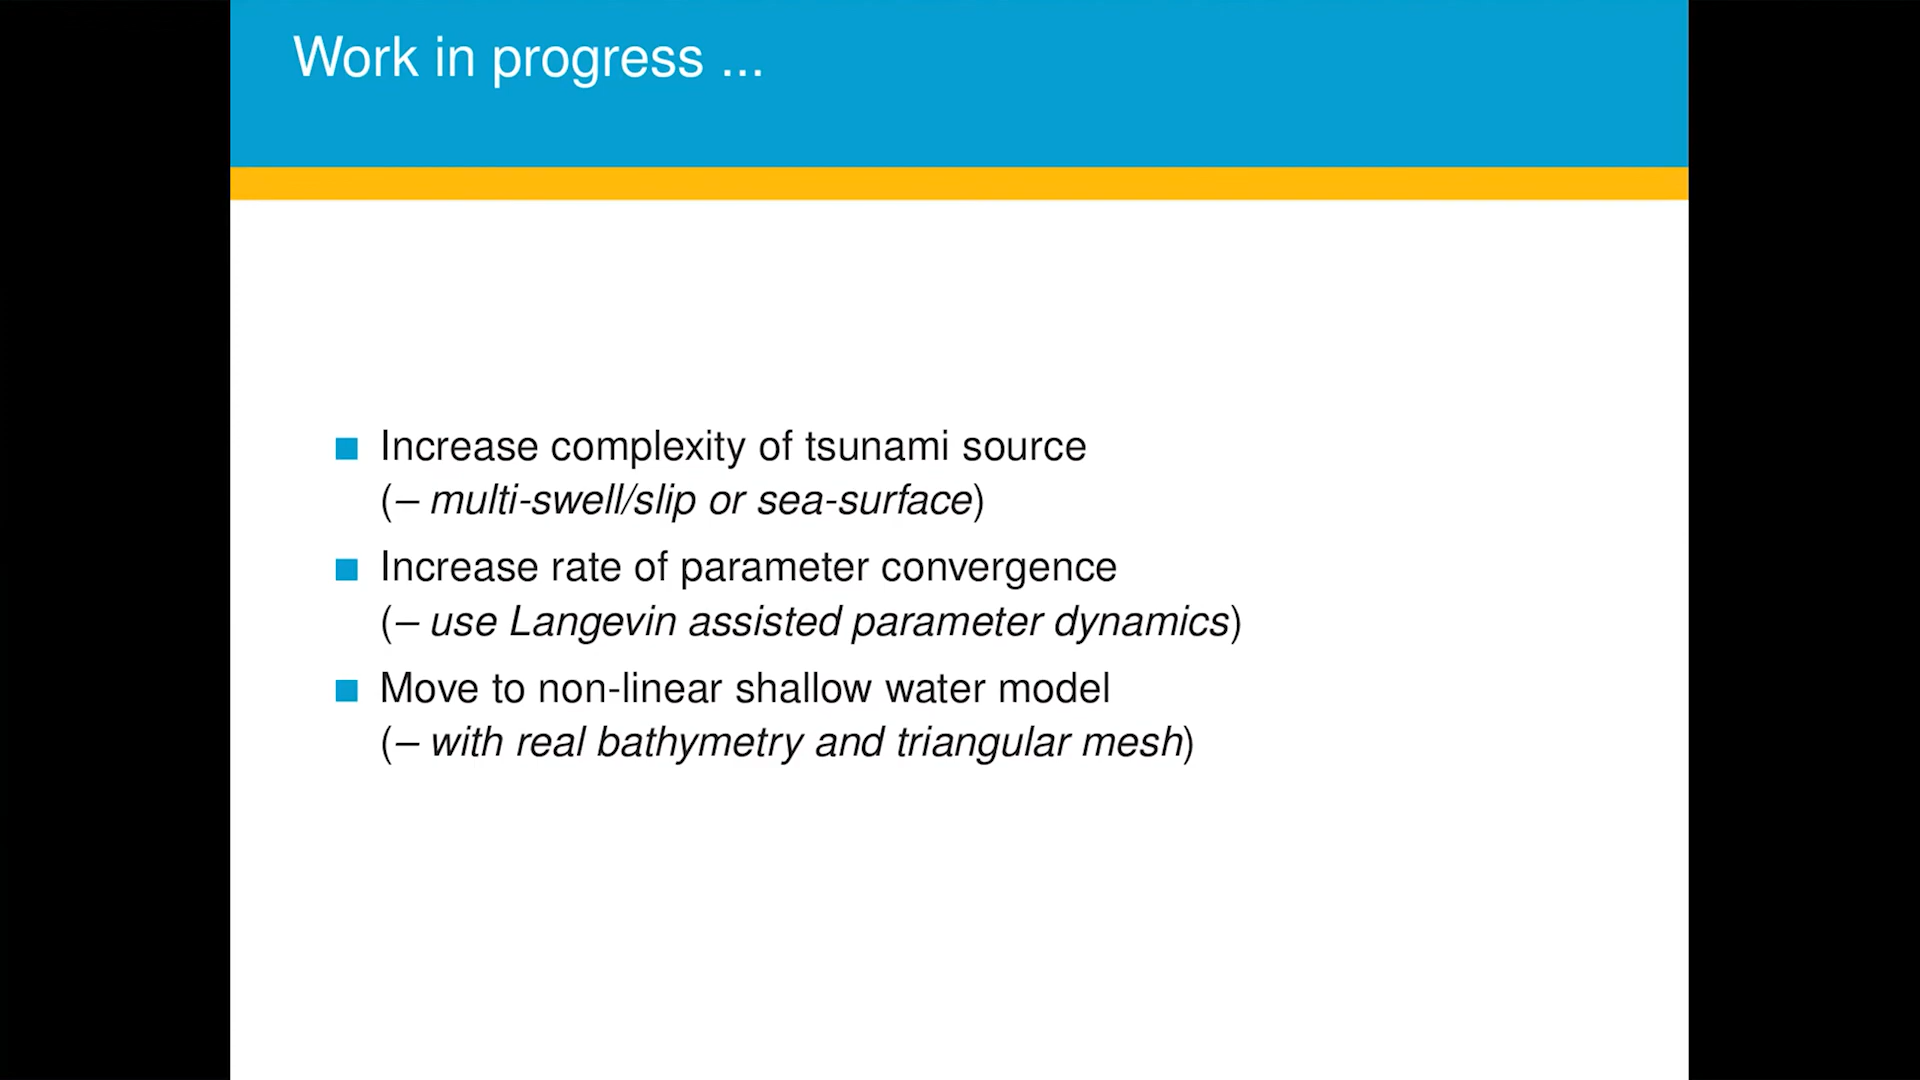 Work in progress ...
Increase complexity of tsunami source
(– multi-swell/slip or sea-surface)
Increase rate of parameter convergence
(– use Langevin assisted parameter dynamics)
Move to non-linear shallow water model
(– with real bathymetry and triangular mesh)